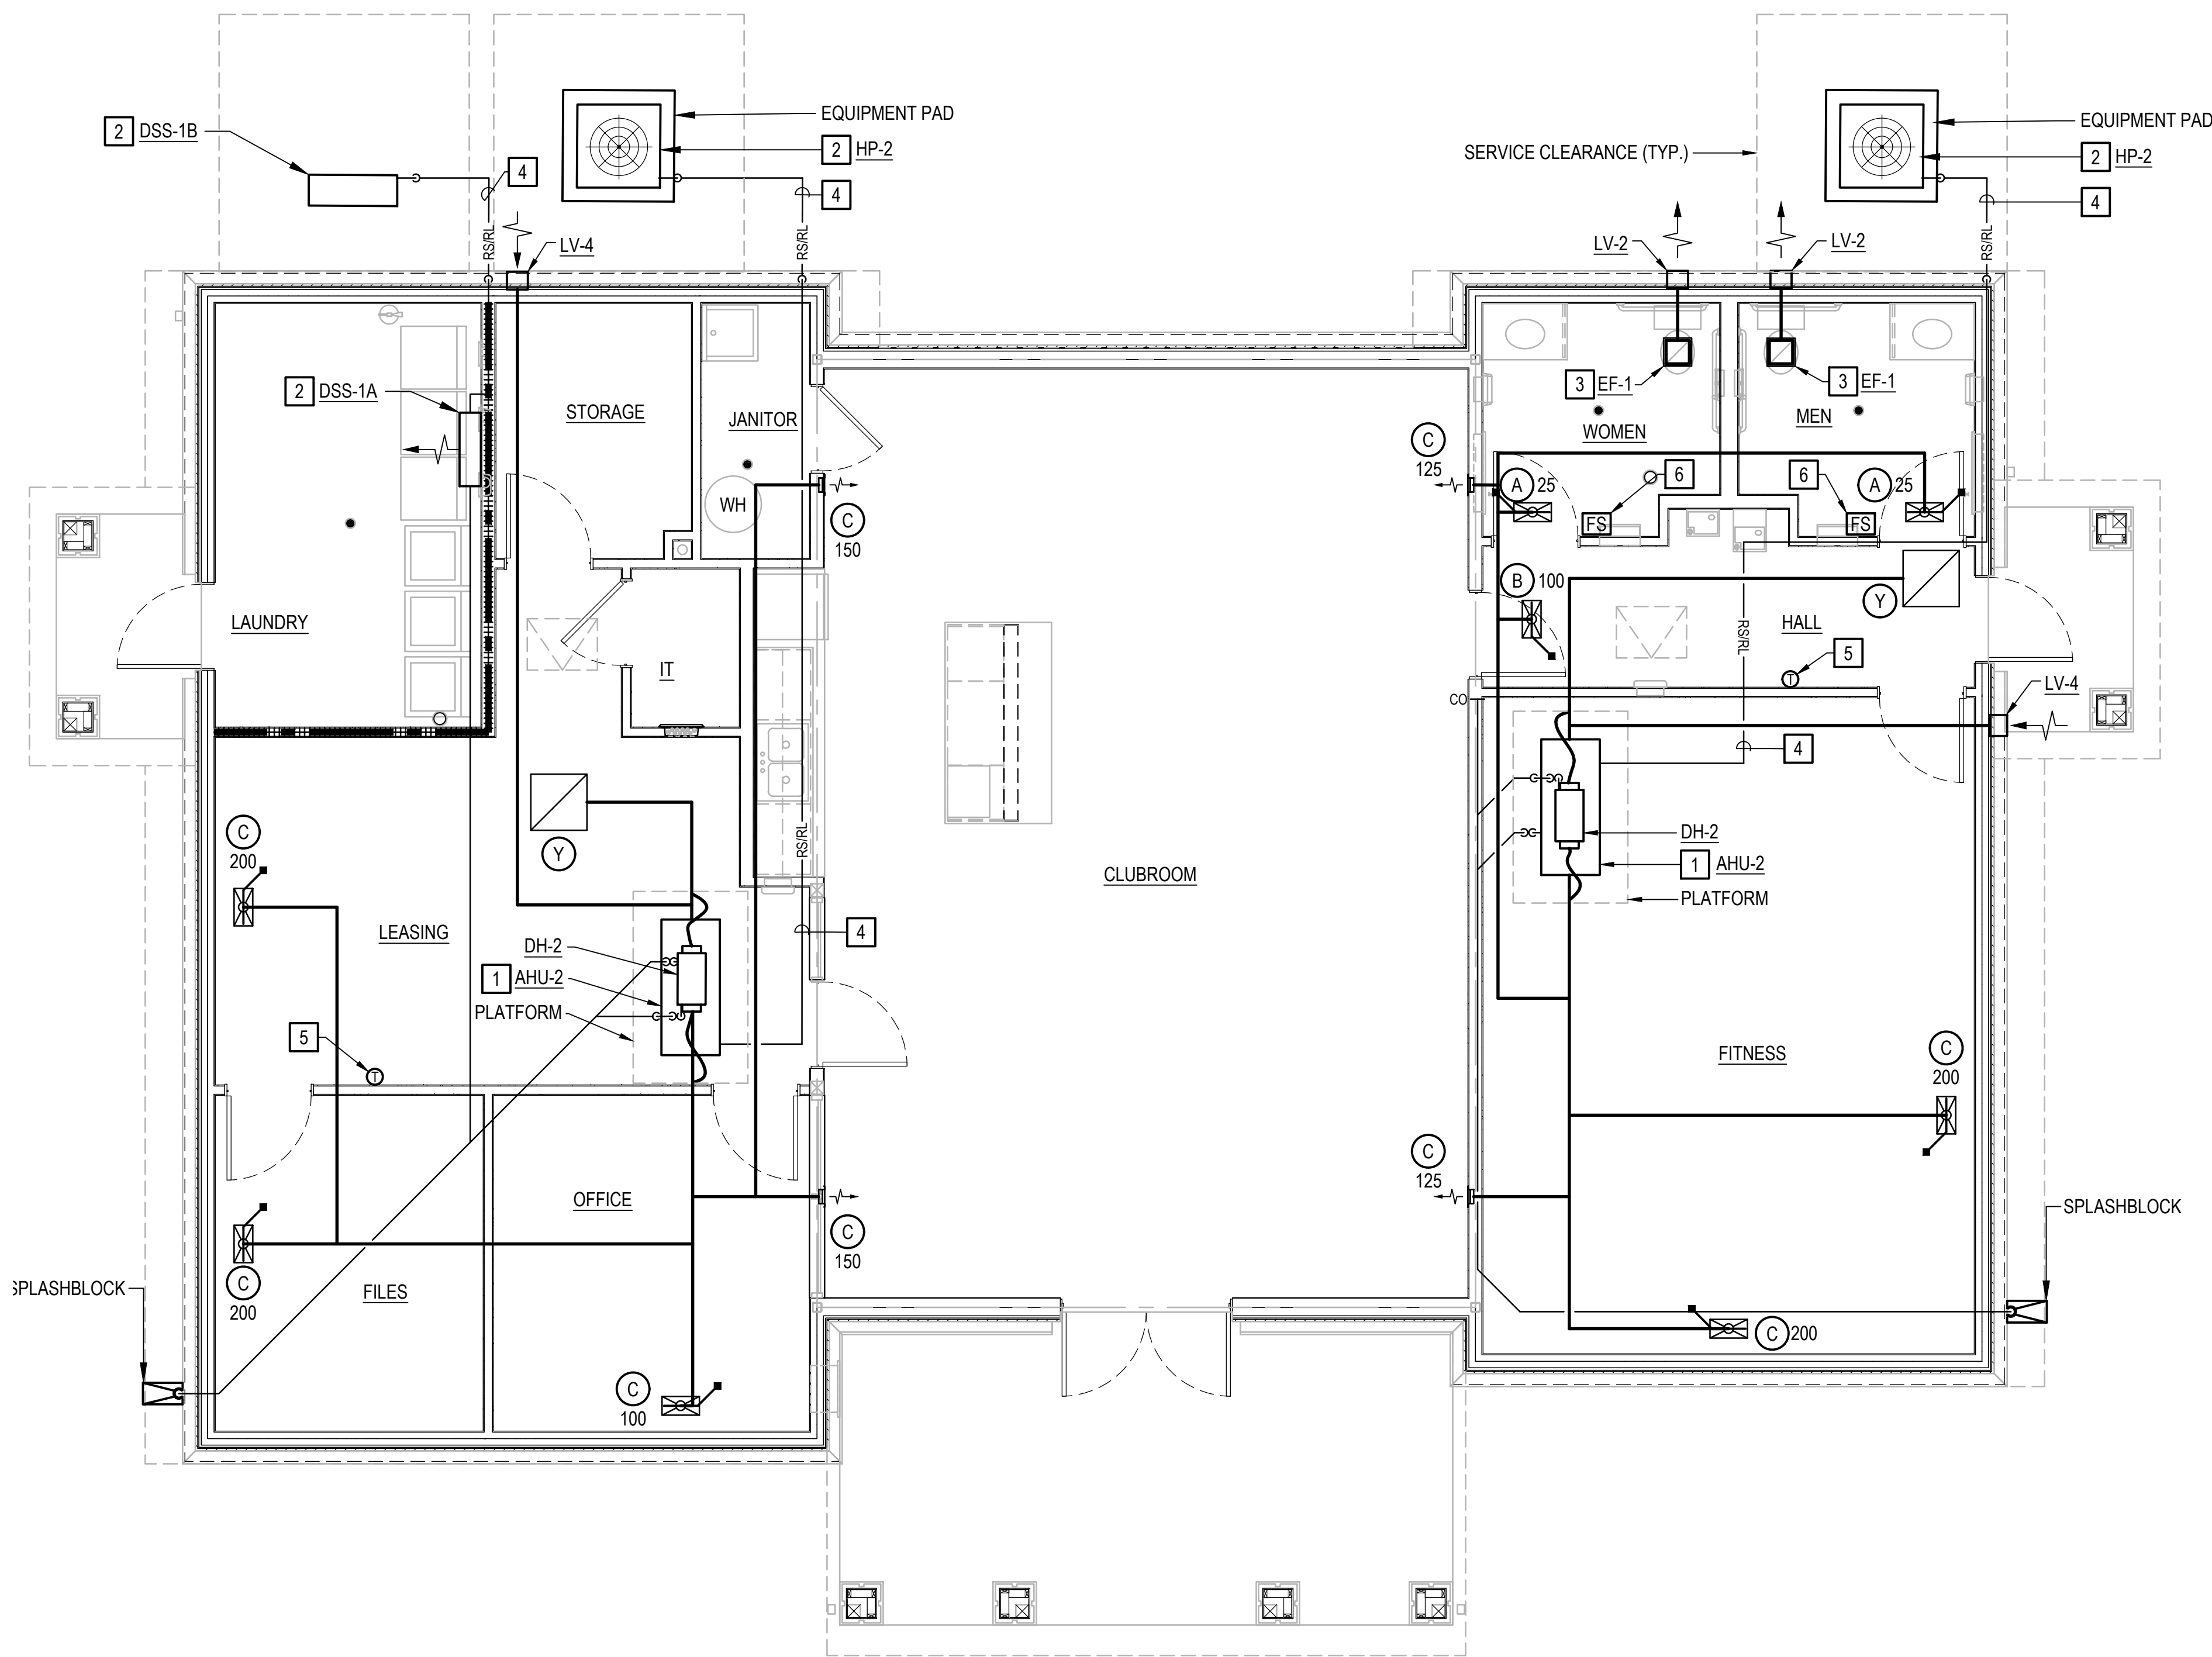 EQUIPMENT PAD
2 HP-2
4
2 DSS-1B
4
RS/RL
RS/RL
LV-4
SERVICE CLEARANCE (TYP.)
EQUIPMENT PAD
2 HP-2
4
RS/RL
LV-2
LV-2
2 DSS-1A
STORAGE
JANITOR
WH
C
150
LAUNDRY
IT
3 EF-1
3 EF-1
WOMEN
MEN
C
125
A 25
6
6
A 25
FS
FS
B 100
Y
HALL
RS/RL
5
T
LV-4
CO
4
Y
RS/RL
C
200
LEASING
DH-2
1 AHU-2
PLATFORM
4
5
T
CLUBROOM
DH-2
1 AHU-2
PLATFORM
FITNESS
C
200
C
125
OFFICE
C
150
C
200
FILES
SPLASHBLOCK
C
100
C 200
SPLASHBLOCK